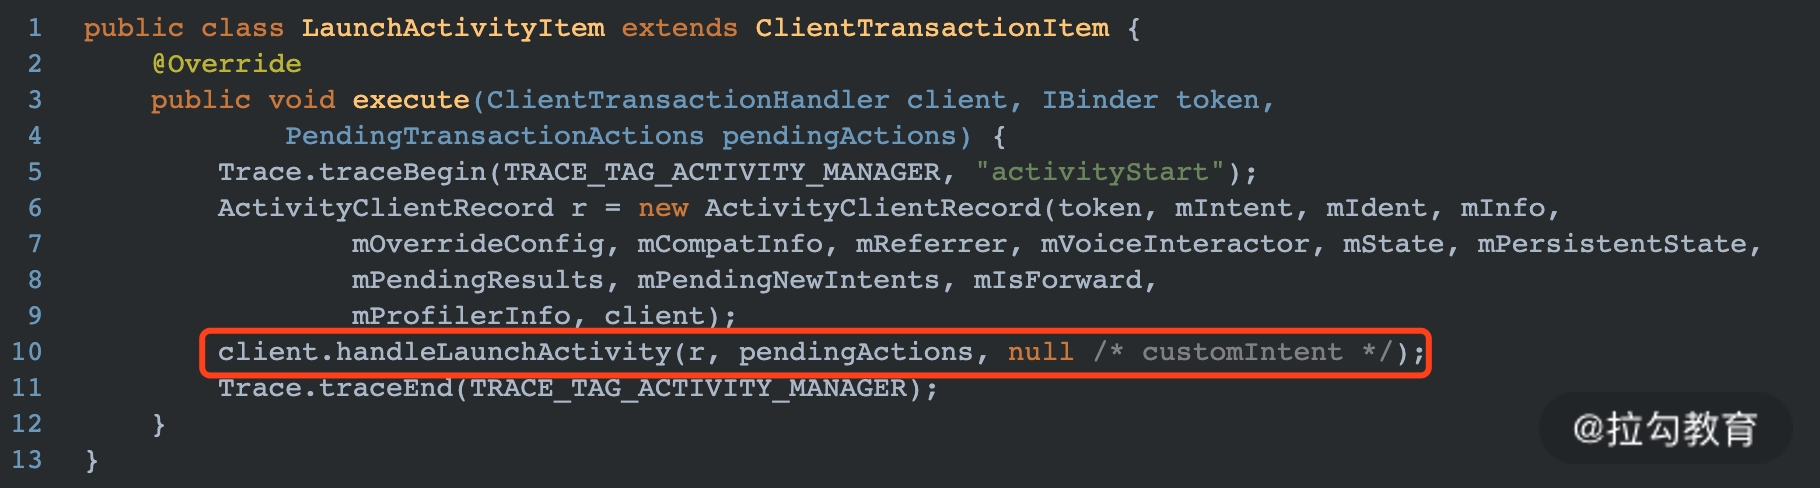 1 public class LaunchActivityItem extends ClientTransactionItem {
2 @Override
3 public void execute(ClientTransactionHandler client, IBinder token,
4 PendingTransactionActions pendingActions) {
5 Trace.traceBegin(TRACE_TAG_ACTIVITY_MANAGER, "activityStart");
6 ActivityClientRecord r = new ActivityClientRecord(token, mIntent, mIdent, mInfo,
7 mOverrideConfig, mCompatInfo, mReferrer, mVoiceInteractor, mState, mPersistentState,
8 mPendingResults, mPendingNewIntents, mIsForward,
9 mProfilerInfo, client);
10 client.handleLaunchActivity(r, pendingActions, null /* customIntent */);
11 Trace.traceEnd(TRACE_TAG_ACTIVITY_MANAGER);
12 }
13 }
@拉勾教育